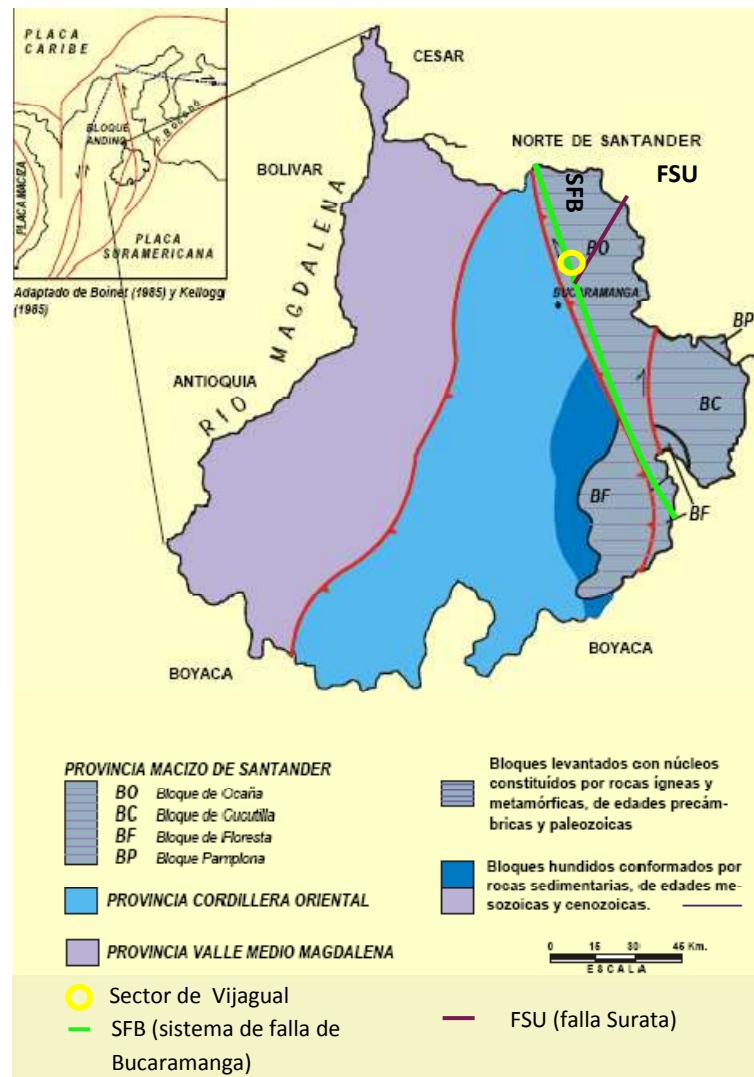 PLACA
CARIBE
BLOQUE
ANDINO
F. BOCONÓ
PLACA MACIZA
PLACA
SURAMERICANA
Adaptado de Boinet (1985) y Kellogg
(1985)
CESAR
NORTE DE SANTANDER
BOLIVAR
SFB
FSU
BO
BUCARAMANGA
RIO MAGDALENA
ANTIOQUIA
BP
BC
BF
BF
BOYACA
BOYACA
PROVINCIA MACIZO DE SANTANDER
BO Bloque de Ocaña
BC Bloque de Cucutilla
BF Bloque de Floresta
BP Bloque Pamplona
PROVINCIA CORDILLERA ORIENTAL
PROVINCIA VALLE MEDIO MAGDALENA
Bloques levantados con núcleos
constituídos por rocas ígneas y
metamórficas, de edades precám-
bricas y paleozoicas
Bloques hundidos conformados por
rocas sedimentarias, de edades me-
sozoicas y cenozoicas.
0 15 30 45 Km.
ESCALA
Sector de Vijagual
SFB (sistema de falla de
Bucaramanga)
FSU (falla Surata)